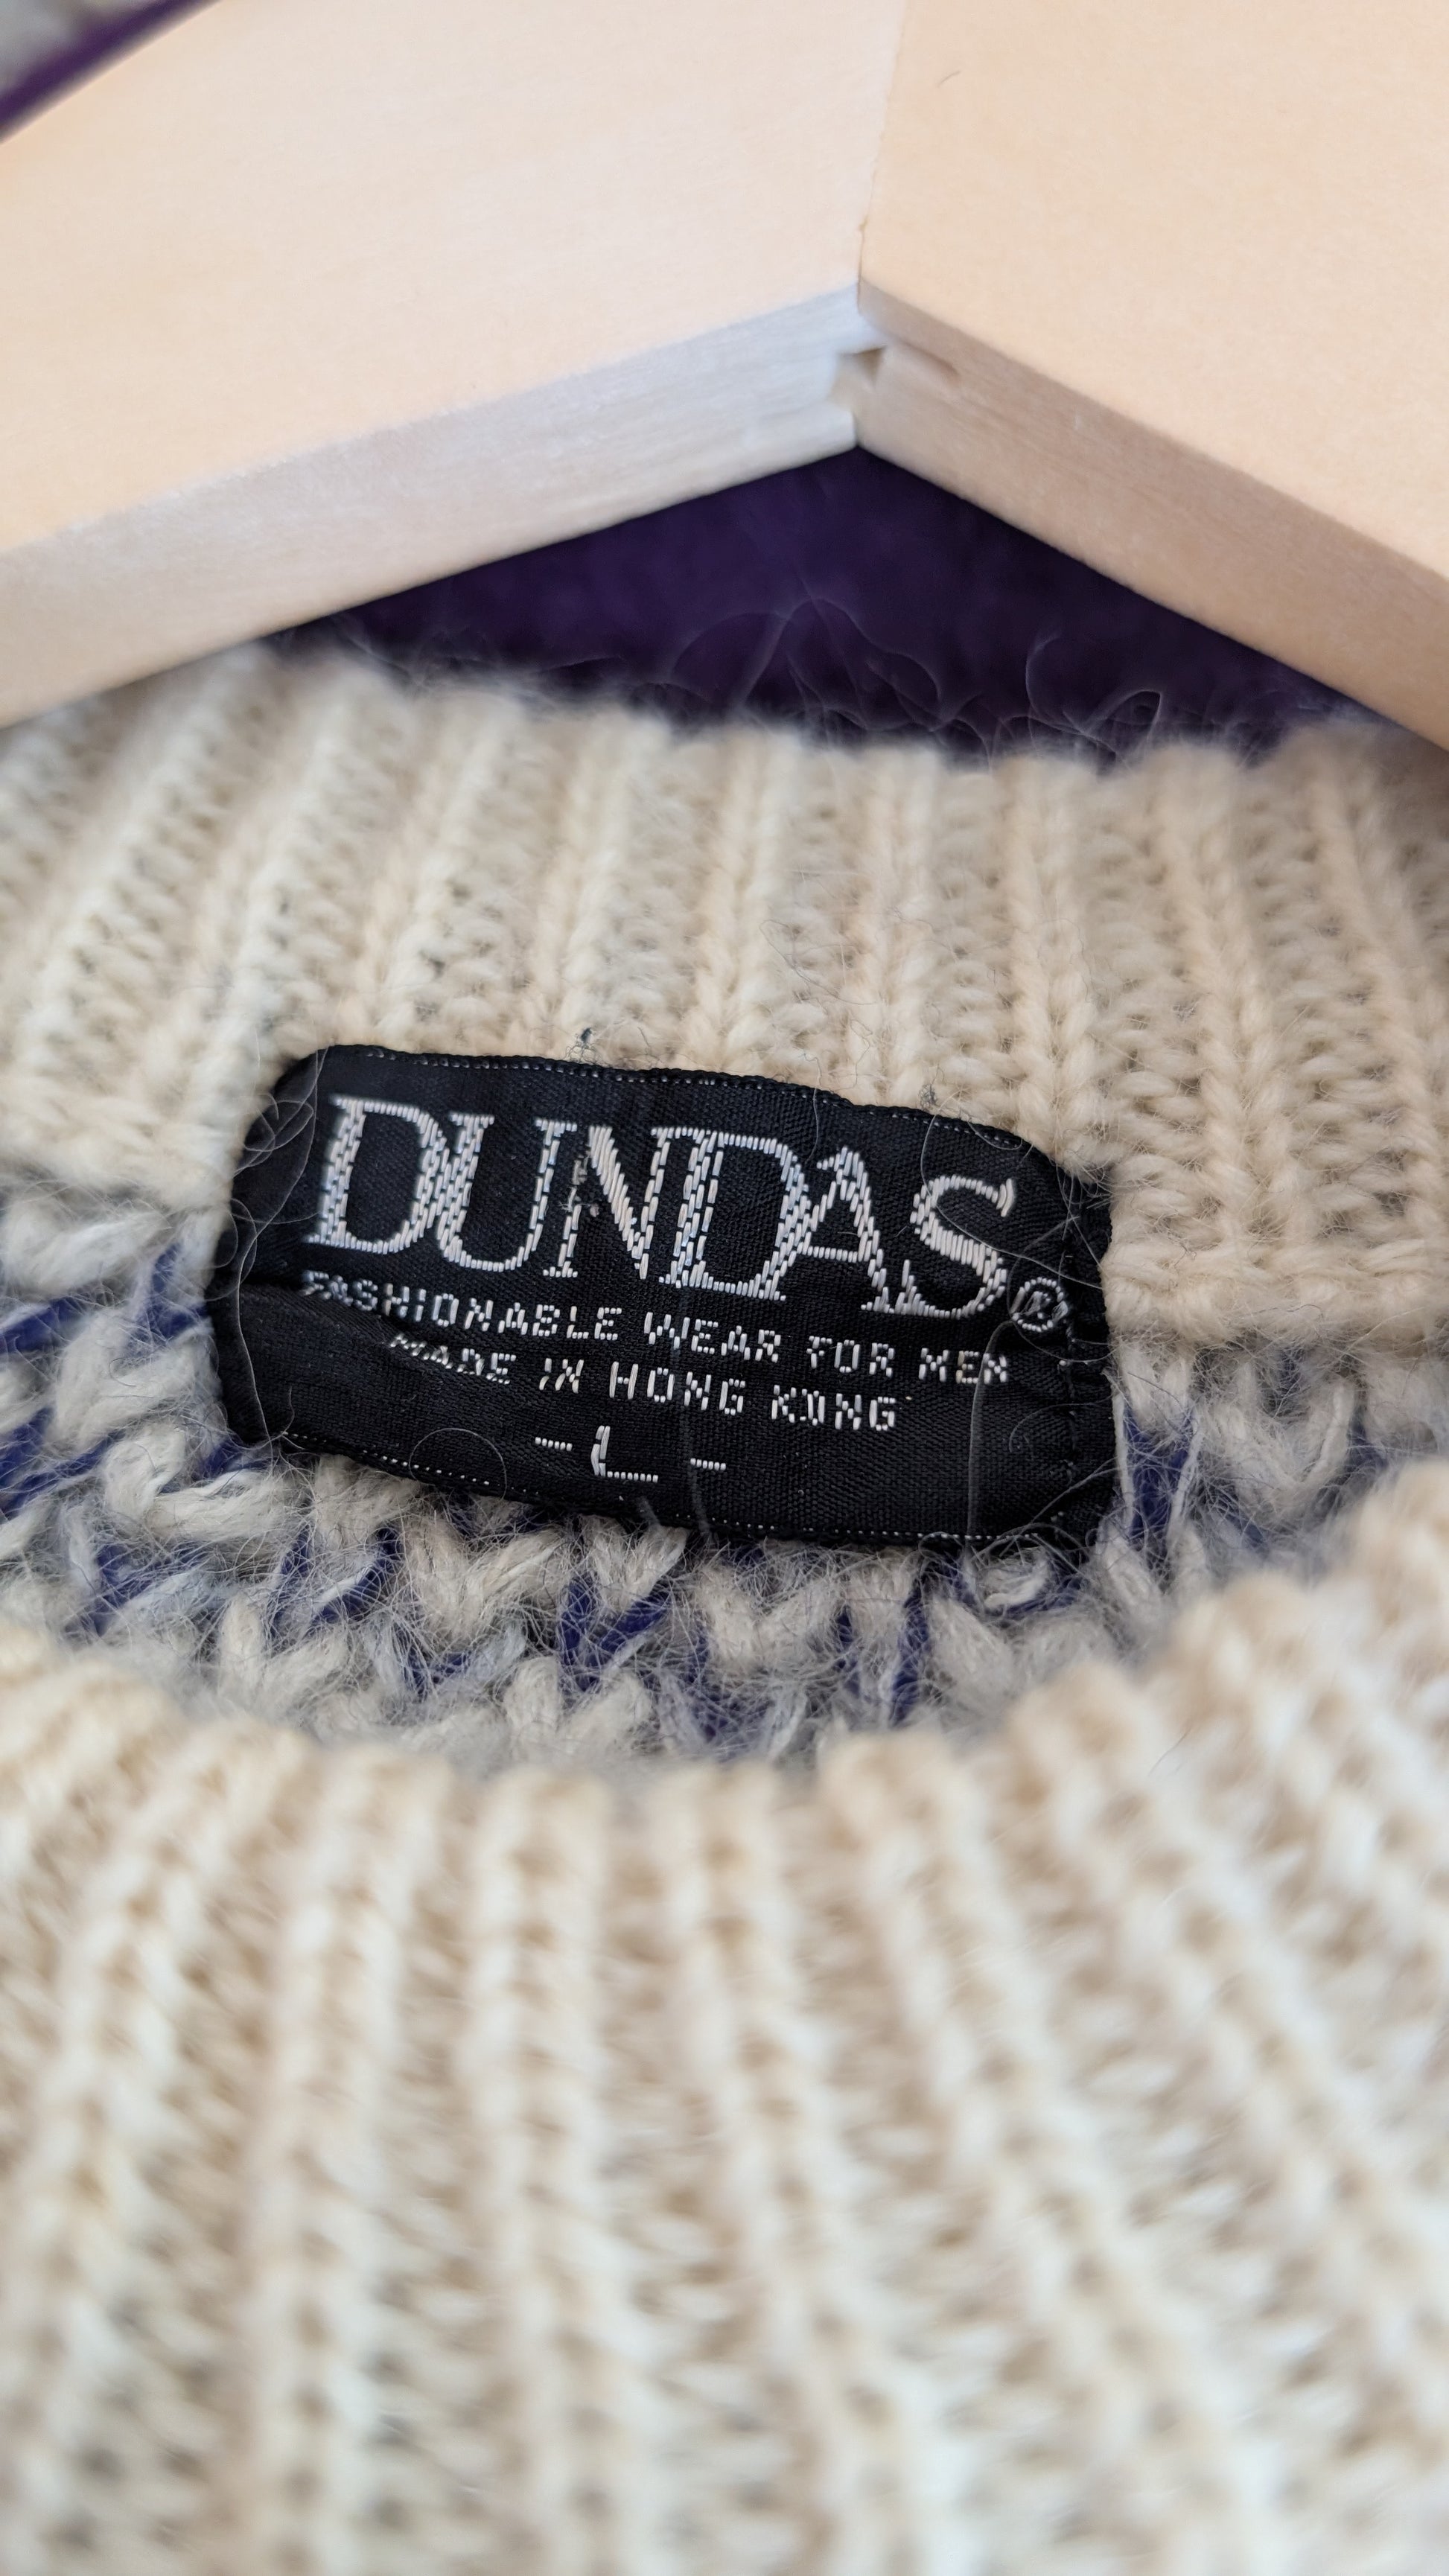 DUNDAS®
FASHIONABLE WEAR FOR MEN
MADE IN HONG KONG
-L-